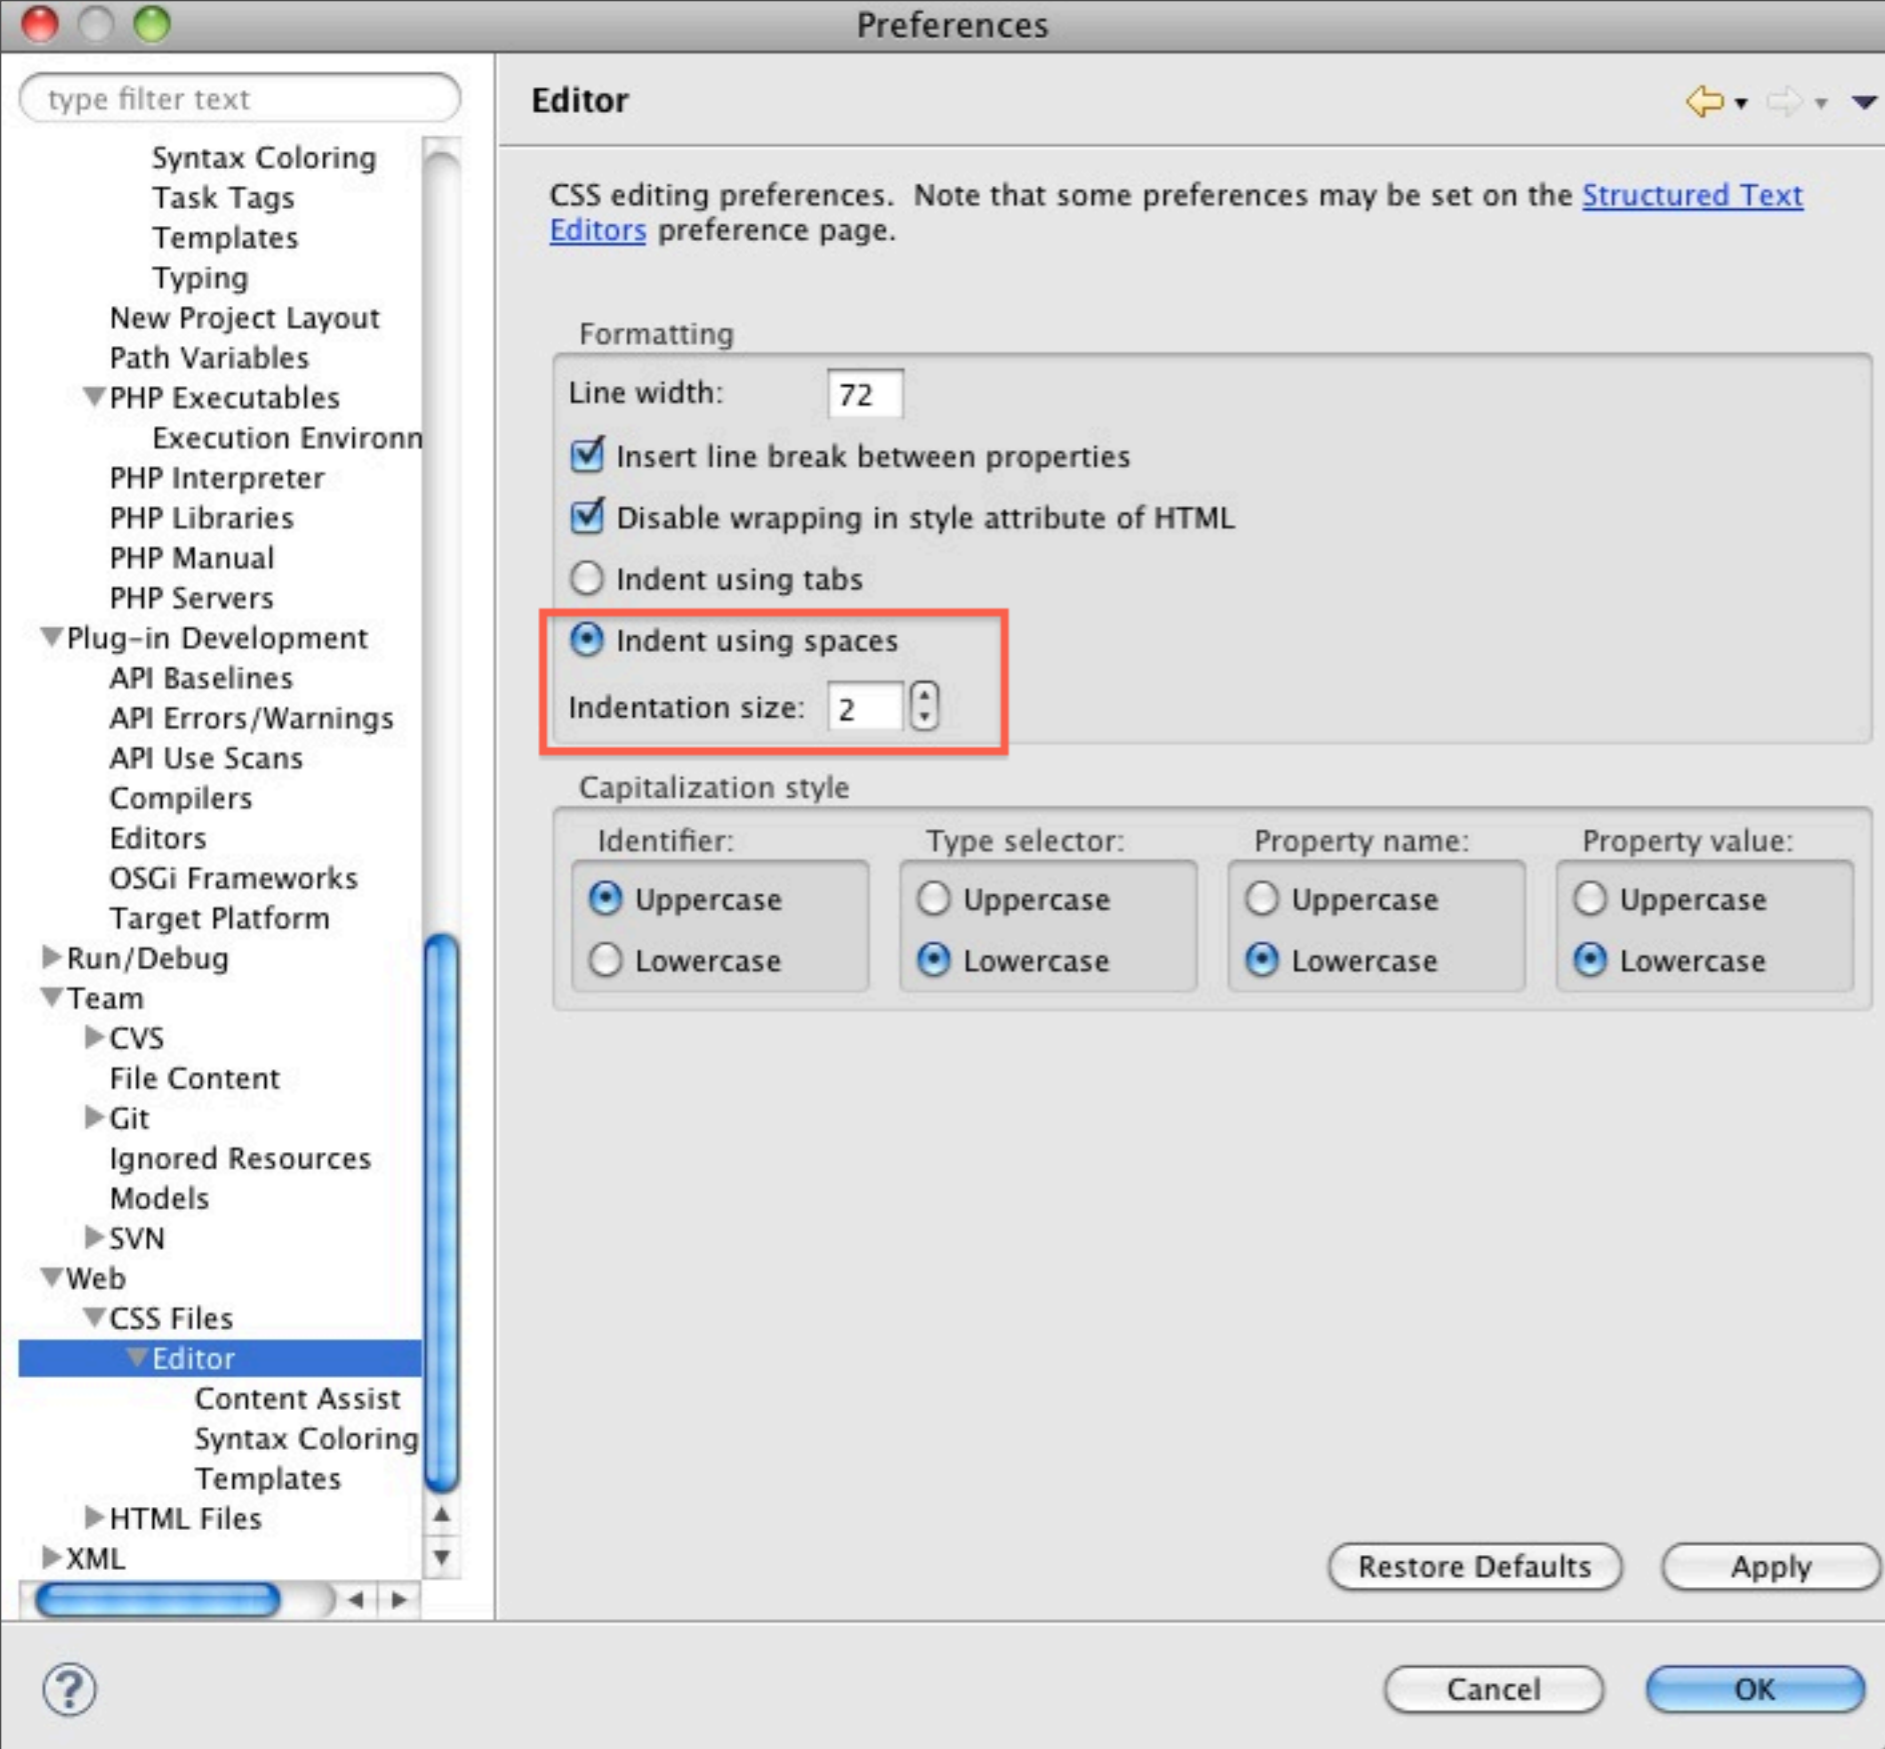 Preferences
type filter text
Syntax Coloring
Task Tags
Templates
Typing
New Project Layout
Path Variables
PHP Executables
Execution Environn
PHP Interpreter
PHP Libraries
PHP Manual
PHP Servers
Plug-in Development
API Baselines
API Errors/Warnings
API Use Scans
Compilers
Editors
OSGi Frameworks
Target Platform
Run/Debug
Team
CVS
File Content
Git
Ignored Resources
Models
SVN
Web
CSS Files
Editor
Content Assist
Syntax Coloring
Templates
HTML Files
XML
Editor
CSS editing preferences.  Note that some preferences may be set on the Structured Text
Editors preference page.
Formatting
Line width: 72
Insert line break between properties
Disable wrapping in style attribute of HTML
Indent using tabs
Indent using spaces
Indentation size: 2
Capitalization style
Identifier: Type selector: Property name: Property value:
Uppercase Uppercase Uppercase Uppercase
Lowercase Lowercase Lowercase Lowercase
Restore Defaults Apply
? Cancel OK